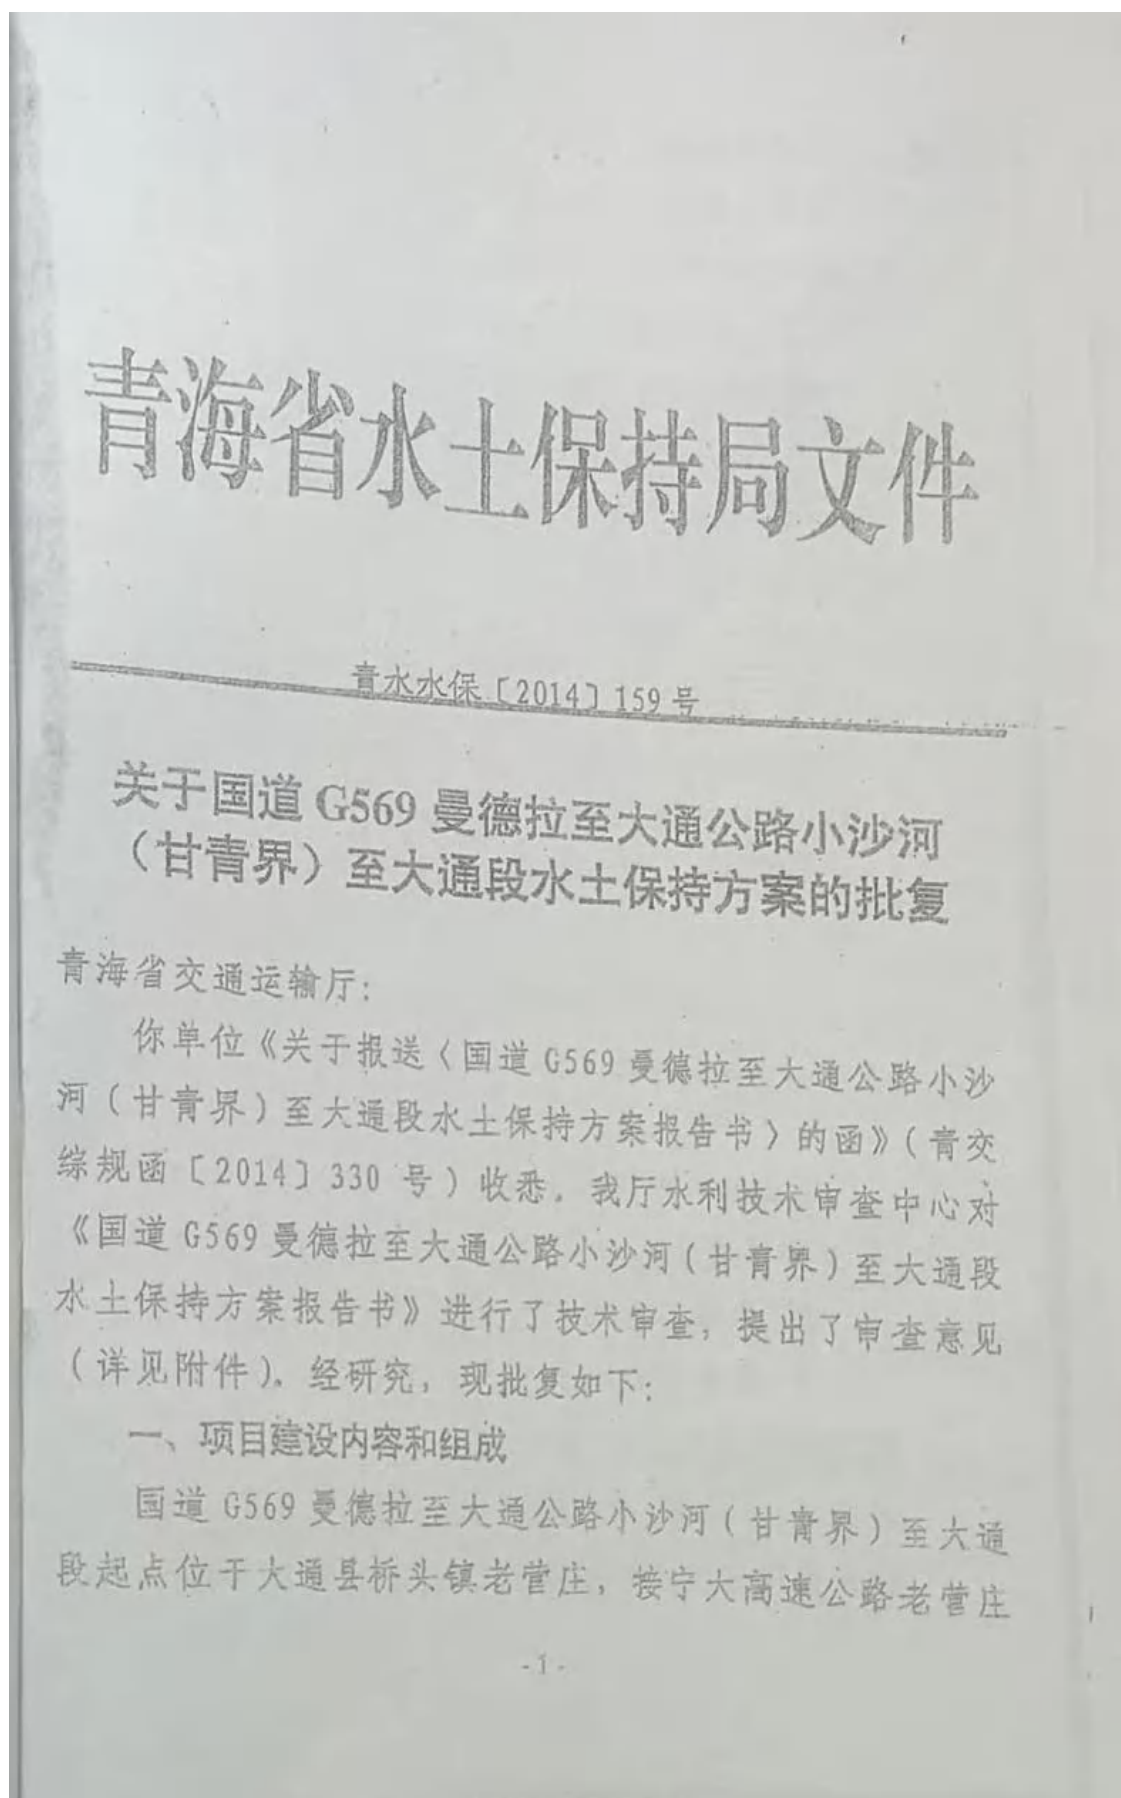 青海省水土保持局文件
青水水保〔2014〕159号
关于国道G569曼德拉至大通公路小沙河
（甘青界）至大通段水土保持方案的批复
青海省交通运输厅：
你单位《关于报送〈国道G569曼德拉至大通公路小沙
河（甘青界）至大通段水土保持方案报告书〉的函》（青交
综规函〔2014〕330号）收悉。我厅水利技术审查中心对
《国道G569曼德拉至大通公路小沙河（甘青界）至大通段
水土保持方案报告书》进行了技术审查，提出了审查意见
（详见附件）。经研究，现批复如下：
一、项目建设内容和组成
国道G569曼德拉至大通公路小沙河（甘青界）至大通
段起点位于大通县桥头镇老营庄，接宁大高速公路老营庄
-1-